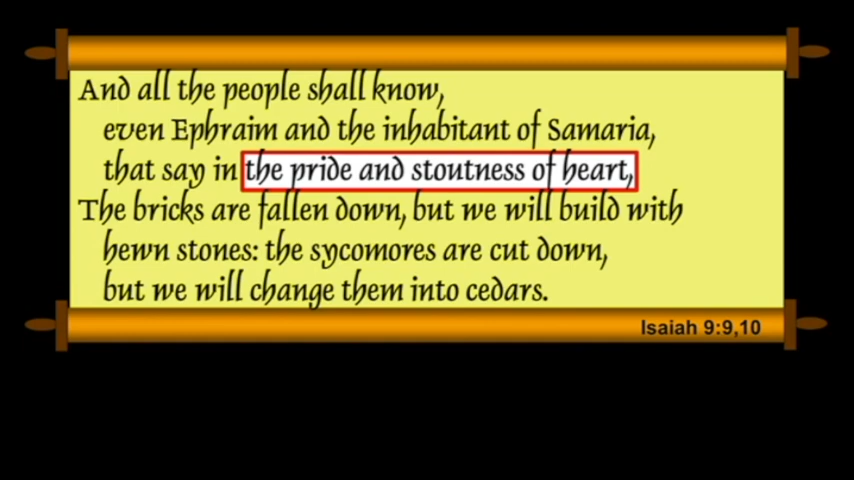 And all the people shall know,
even Ephraim and the inhabitant of Samaria,
that say in the pride and stoutness of heart,
The bricks are fallen down, but we will build with
hewn stones: the sycomores are cut down,
but we will change them into cedars.
Isaiah 9:9,10